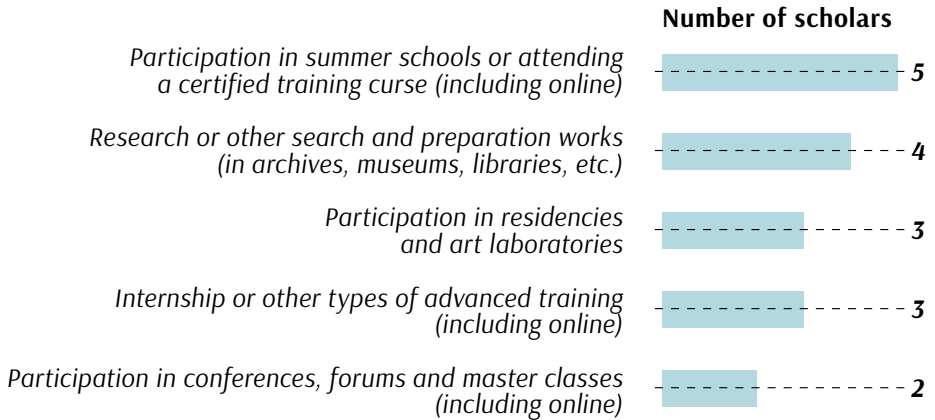 Number of scholars
Participation in summer schools or attending
a certified training curse (including online)
5
Research or other search and preparation works
(in archives, museums, libraries, etc.)
4
Participation in residencies
and art laboratories
3
Internship or other types of advanced training
(including online)
3
Participation in conferences, forums and master classes
(including online)
2